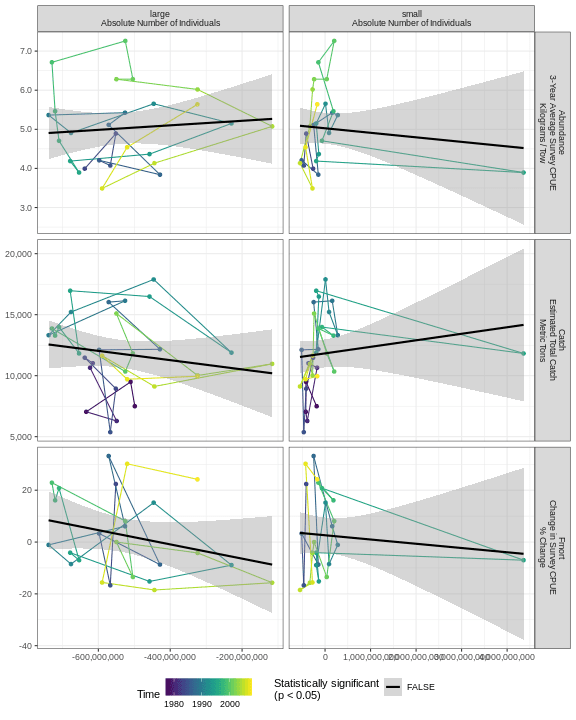 large
Absolute Number of Individuals
small
Absolute Number of Individuals
7.0
6.0
5.0
4.0
3.0
Abundance
3-Year Average Survey CPUE
Kilograms / Tow
20,000
15,000
10,000
5,000
Catch
Estimated Total Catch
Metric Tons
20
0
-20
-40
Fmort
Change in Survey CPUE
% Change
-600,000,000
-400,000,000
-200,000,000
0
1,000,000,000
2,000,000,000
3,000,000,000
4,000,000,000
Time
1980 1990 2000
Statistically significant
(p < 0.05)
FALSE